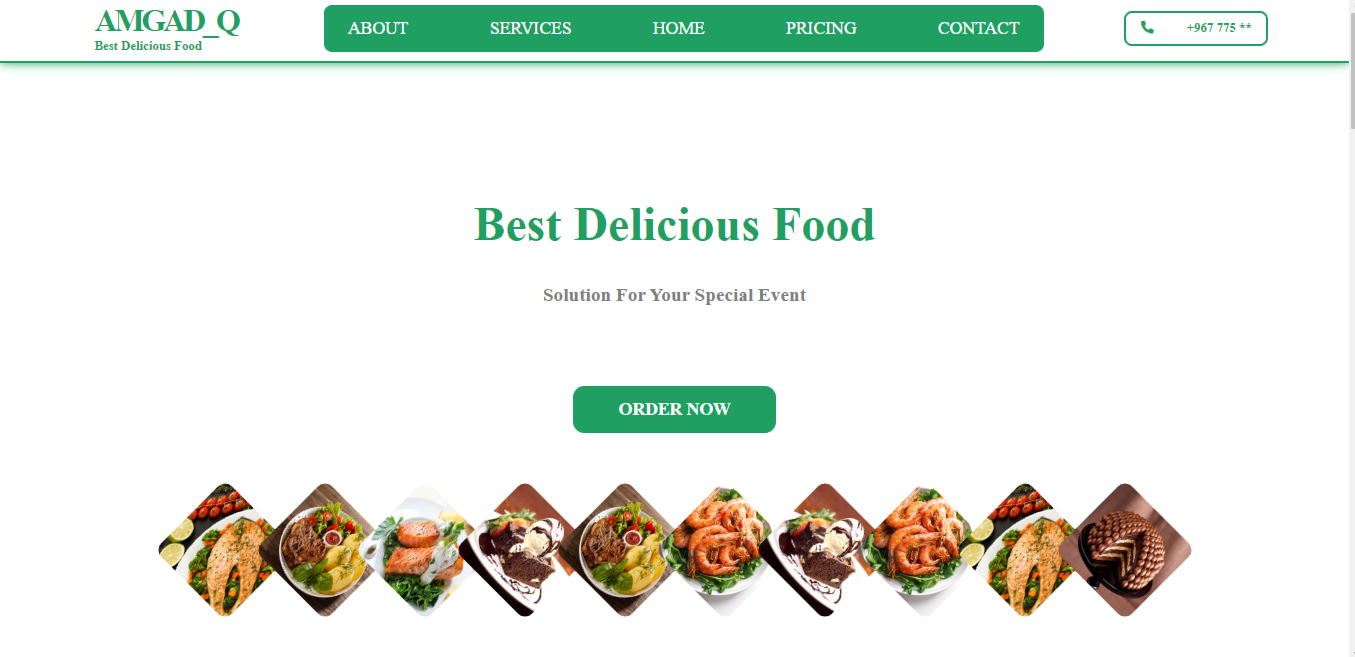 AMGAD_Q
Best Delicious Food
ABOUT SERVICES HOME PRICING CONTACT
+967 775 **
Best Delicious Food
Solution For Your Special Event
ORDER NOW